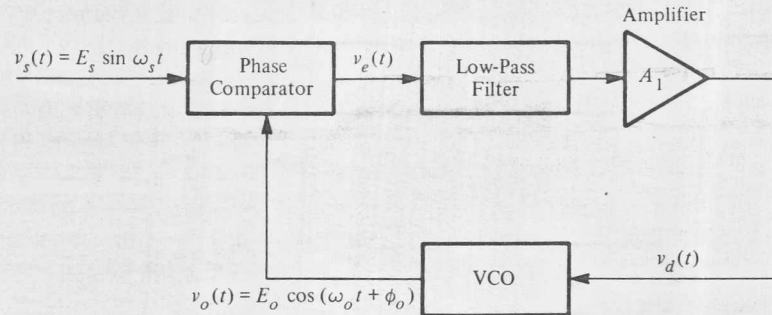 Amplifier
v_s(t) = E_s sin ω_s t
Phase
Comparator
v_e(t)
Low-Pass
Filter
A_1
v_d(t)
VCO
v_o(t) = E_o cos (ω_o t + ϕ_o)